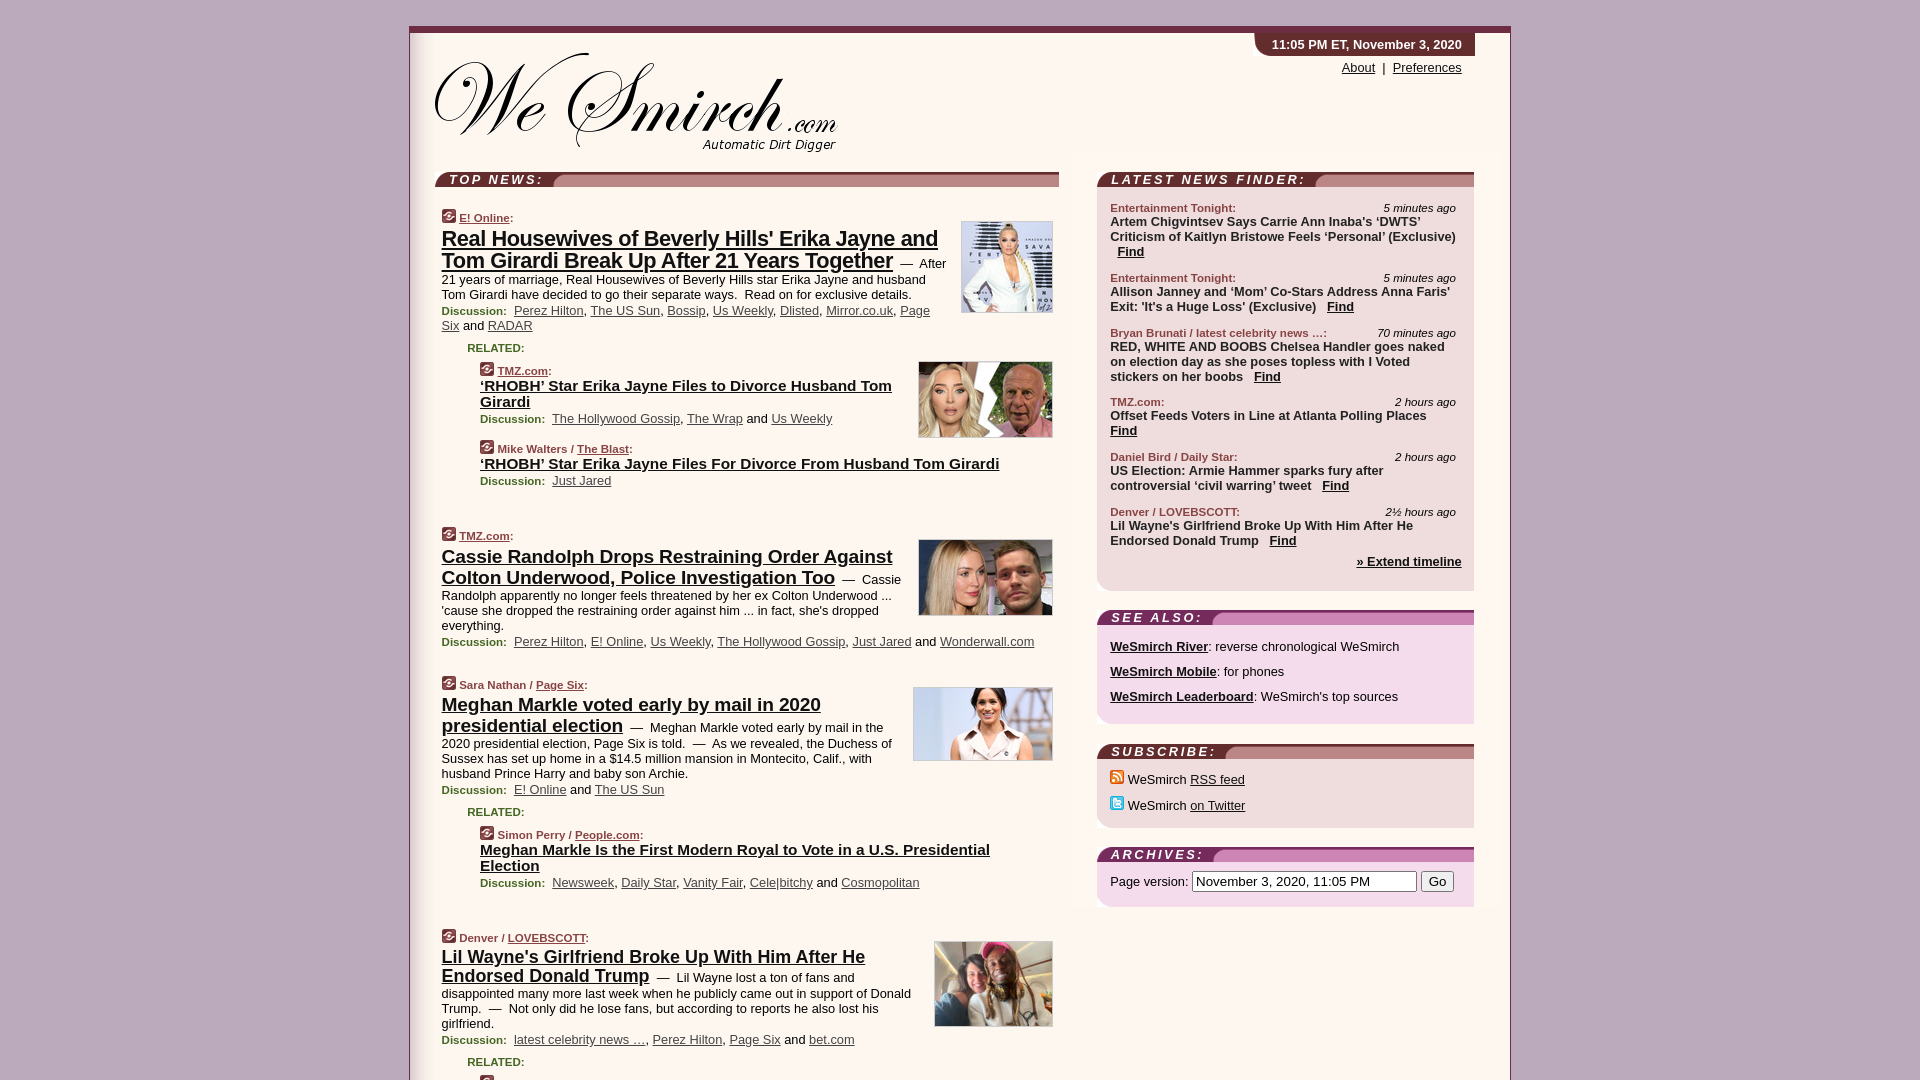 11:05 PM ET, November 3, 2020
About | Preferences
We Smirch .com
Automatic Dirt Digger
TOP NEWS:
E! Online:
Real Housewives of Beverly Hills' Erika Jayne and
Tom Girardi Break Up After 21 Years Together — After
21 years of marriage, Real Housewives of Beverly Hills star Erika Jayne and husband
Tom Girardi have decided to go their separate ways. Read on for exclusive details.
Discussion: Perez Hilton, The US Sun, Bossip, Us Weekly, Dlisted, Mirror.co.uk, Page
Six and RADAR
RELATED:
TMZ.com:
‘RHOBH’ Star Erika Jayne Files to Divorce Husband Tom
Girardi
Discussion: The Hollywood Gossip, The Wrap and Us Weekly
Mike Walters / The Blast:
‘RHOBH’ Star Erika Jayne Files For Divorce From Husband Tom Girardi
Discussion: Just Jared
TMZ.com:
Cassie Randolph Drops Restraining Order Against
Colton Underwood, Police Investigation Too — Cassie
Randolph apparently no longer feels threatened by her ex Colton Underwood ...
'cause she dropped the restraining order against him ... in fact, she's dropped
everything.
Discussion: Perez Hilton, E! Online, Us Weekly, The Hollywood Gossip, Just Jared and Wonderwall.com
Sara Nathan / Page Six:
Meghan Markle voted early by mail in 2020
presidential election — Meghan Markle voted early by mail in the
2020 presidential election, Page Six is told. — As we revealed, the Duchess of
Sussex has set up home in a $14.5 million mansion in Montecito, Calif., with
husband Prince Harry and baby son Archie.
Discussion: E! Online and The US Sun
RELATED:
Simon Perry / People.com:
Meghan Markle Is the First Modern Royal to Vote in a U.S. Presidential
Election
Discussion: Newsweek, Daily Star, Vanity Fair, Cele|bitchy and Cosmopolitan
Denver / LOVEBSCOTT:
Lil Wayne's Girlfriend Broke Up With Him After He
Endorsed Donald Trump — Lil Wayne lost a ton of fans and
disappointed many more last week when he publicly came out in support of Donald
Trump. — Not only did he lose fans, but according to reports he also lost his
girlfriend.
Discussion: latest celebrity news …, Perez Hilton, Page Six and bet.com
RELATED:
LATEST NEWS FINDER:
Entertainment Tonight: 5 minutes ago
Artem Chigvintsev Says Carrie Ann Inaba's ‘DWTS’
Criticism of Kaitlyn Bristowe Feels ‘Personal’ (Exclusive)
Find
Entertainment Tonight: 5 minutes ago
Allison Janney and ‘Mom’ Co-Stars Address Anna Faris'
Exit: 'It's a Huge Loss' (Exclusive) Find
Bryan Brunati / latest celebrity news …: 70 minutes ago
RED, WHITE AND BOOBS Chelsea Handler goes naked
on election day as she poses topless with I Voted
stickers on her boobs Find
TMZ.com: 2 hours ago
Offset Feeds Voters in Line at Atlanta Polling Places
Find
Daniel Bird / Daily Star: 2 hours ago
US Election: Armie Hammer sparks fury after
controversial ‘civil warring’ tweet Find
Denver / LOVEBSCOTT: 2½ hours ago
Lil Wayne's Girlfriend Broke Up With Him After He
Endorsed Donald Trump Find
» Extend timeline
SEE ALSO:
WeSmirch River: reverse chronological WeSmirch
WeSmirch Mobile: for phones
WeSmirch Leaderboard: WeSmirch's top sources
SUBSCRIBE:
WeSmirch RSS feed
WeSmirch on Twitter
ARCHIVES:
Page version: November 3, 2020, 11:05 PM Go